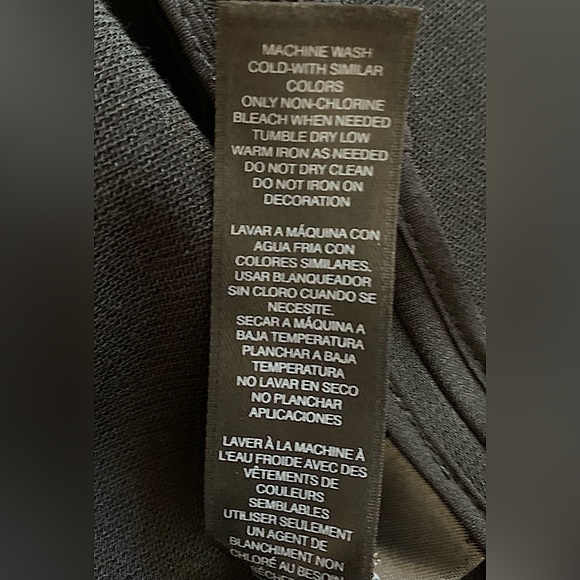 MACHINE WASH
COLD-WITH SIMILAR
COLORS
ONLY NON-CHLORINE
BLEACH WHEN NEEDED
TUMBLE DRY LOW
WARM IRON AS-NEEDED
DO NOT DRY CLEAN
DO NOT IRON ON
DECORATION
LAVAR A MÁQUINA CON
AGUA FRIA CON
COLORES SIMILARES.
USAR BLANQUEADOR
SIN CLORO CUANDO SE
NECESITE.
SECAR A MÁQUINA A
BAJA TEMPERATURA
PLANCHAR A BAJA
TEMPERATURA
NO LAVAR EN SECO
NO PLANCHAR
APLICACIONES
LAVER À LA MACHINE À
L'EAU FROIDE AVEC DES
VÊTEMENTS DE
COULEURS
SEMBLABLES
UTILISER SEULEMENT
UN AGENT DE
BLANCHIMENT NON
CHLORÉ AU BESOIN